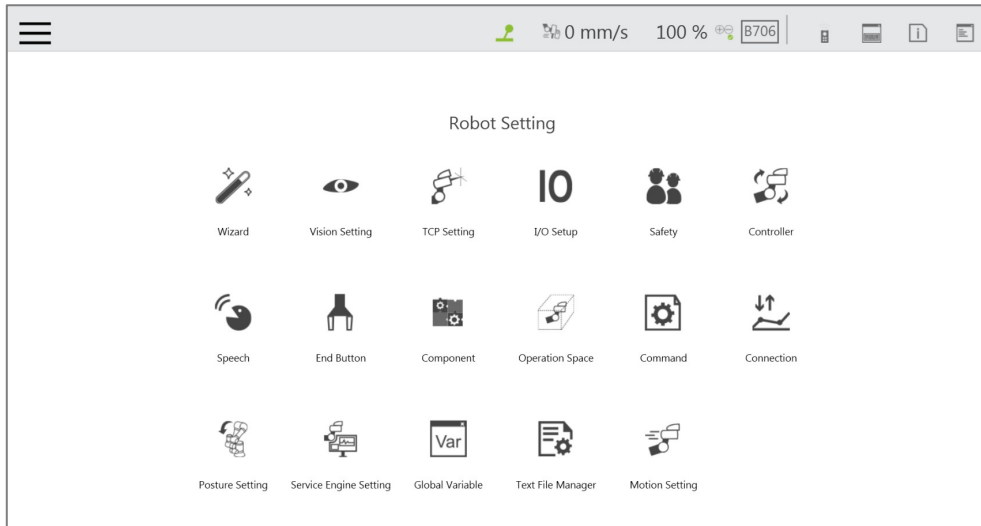 0 mm/s 100 % B706
Robot Setting
IO
Wizard Vision Setting TCP Setting I/O Setup Safety Controller
Speech End Button Component Operation Space Command Connection
Var
Posture Setting Service Engine Setting Global Variable Text File Manager Motion Setting